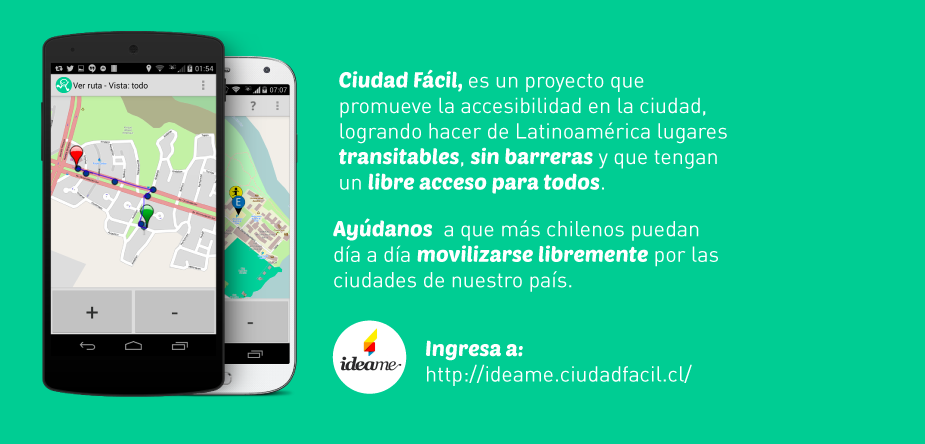 01:54
Ver ruta - Vista: todo
+
-
07:07
?
E
-
Ciudad Fácil, es un proyecto que
promueve la accesibilidad en la ciudad,
logrando hacer de Latinoamérica lugares
transitables, sin barreras y que tengan
un libre acceso para todos.
Ayúdanos a que más chilenos puedan
día a día movilizarse libremente por las
ciudades de nuestro país.
ideame
Ingresa a:
http://ideame.ciudadfacil.cl/